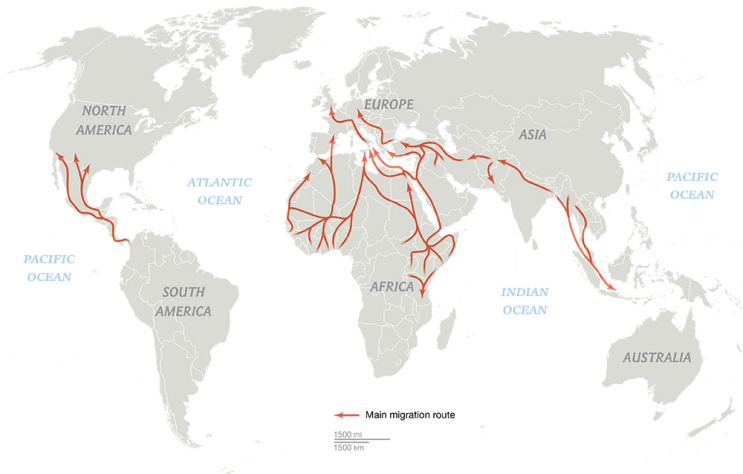 NORTH
AMERICA
EUROPE
ASIA
ATLANTIC
OCEAN
PACIFIC
OCEAN
PACIFIC
OCEAN
SOUTH
AMERICA
AFRICA
INDIAN
OCEAN
AUSTRALIA
Main migration route
1500 mi
1500 km